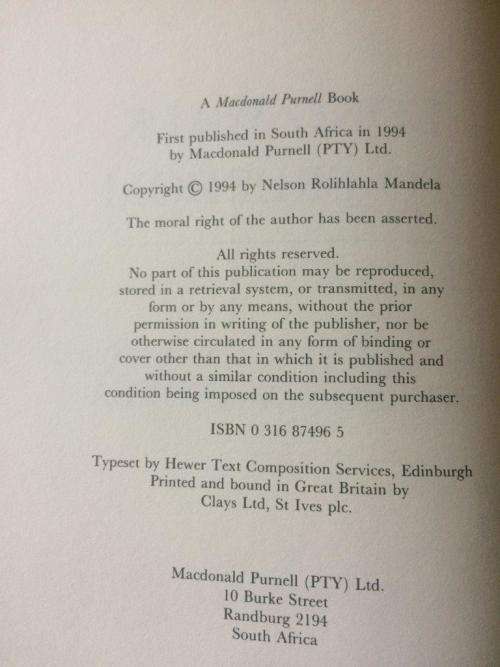 A Macdonald Purnell Book
First published in South Africa in 1994
by Macdonald Purnell (PTY) Ltd.
Copyright © 1994 by Nelson Rolihlahla Mandela
The moral right of the author has been asserted.
All rights reserved.
No part of this publication may be reproduced,
stored in a retrieval system, or transmitted, in any
form or by any means, without the prior
permission in writing of the publisher, nor be
otherwise circulated in any form of binding or
cover other than that in which it is published and
without a similar condition including this
condition being imposed on the subsequent purchaser.
ISBN 0 316 87496 5
Typeset by Hewer Text Composition Services, Edinburgh
Printed and bound in Great Britain by
Clays Ltd, St Ives plc.
Macdonald Purnell (PTY) Ltd.
10 Burke Street
Randburg 2194
South Africa